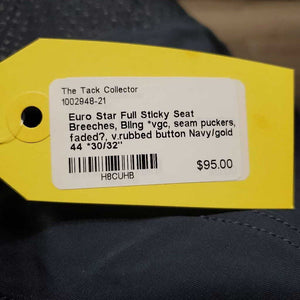 The Tack Collector
1002948-21
Euro Star Full Sticky Seat
Breeches, Bling *vgc, seam puckers,
faded?, v.rubbed button Navy/gold
44 *30/32"
H8CUHB
$95.00